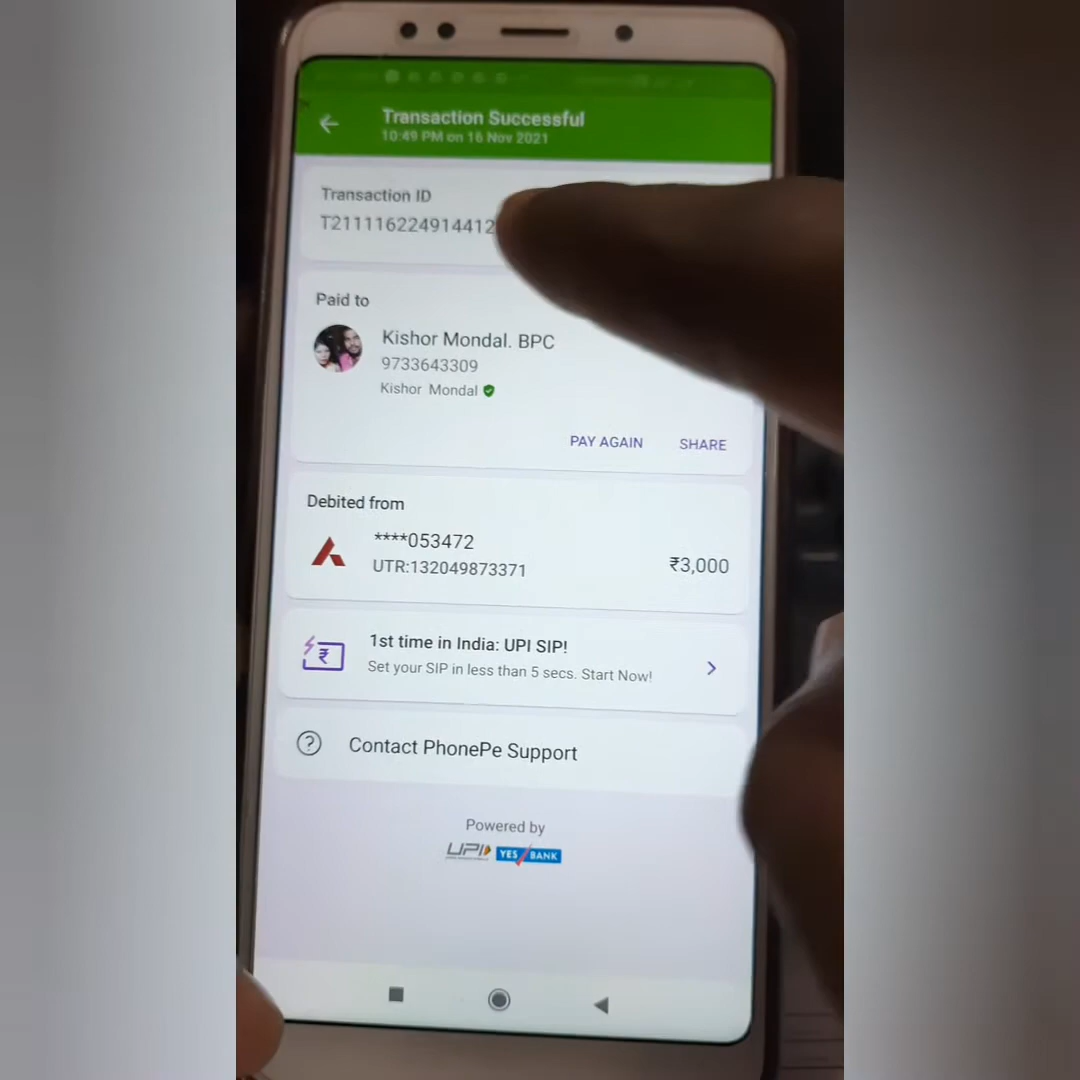 Transaction Successful
10:49 PM on 16 Nov 2021
Transaction ID
T211116224914412
Paid to
Kishor Mondal. BPC
9733643309
Kishor Mondal
PAY AGAIN SHARE
Debited from
****053472
UTR:132049873371
₹3,000
1st time in India: UPI SIP!
Set your SIP in less than 5 secs. Start Now!
Contact PhonePe Support
Powered by
UPI YES BANK